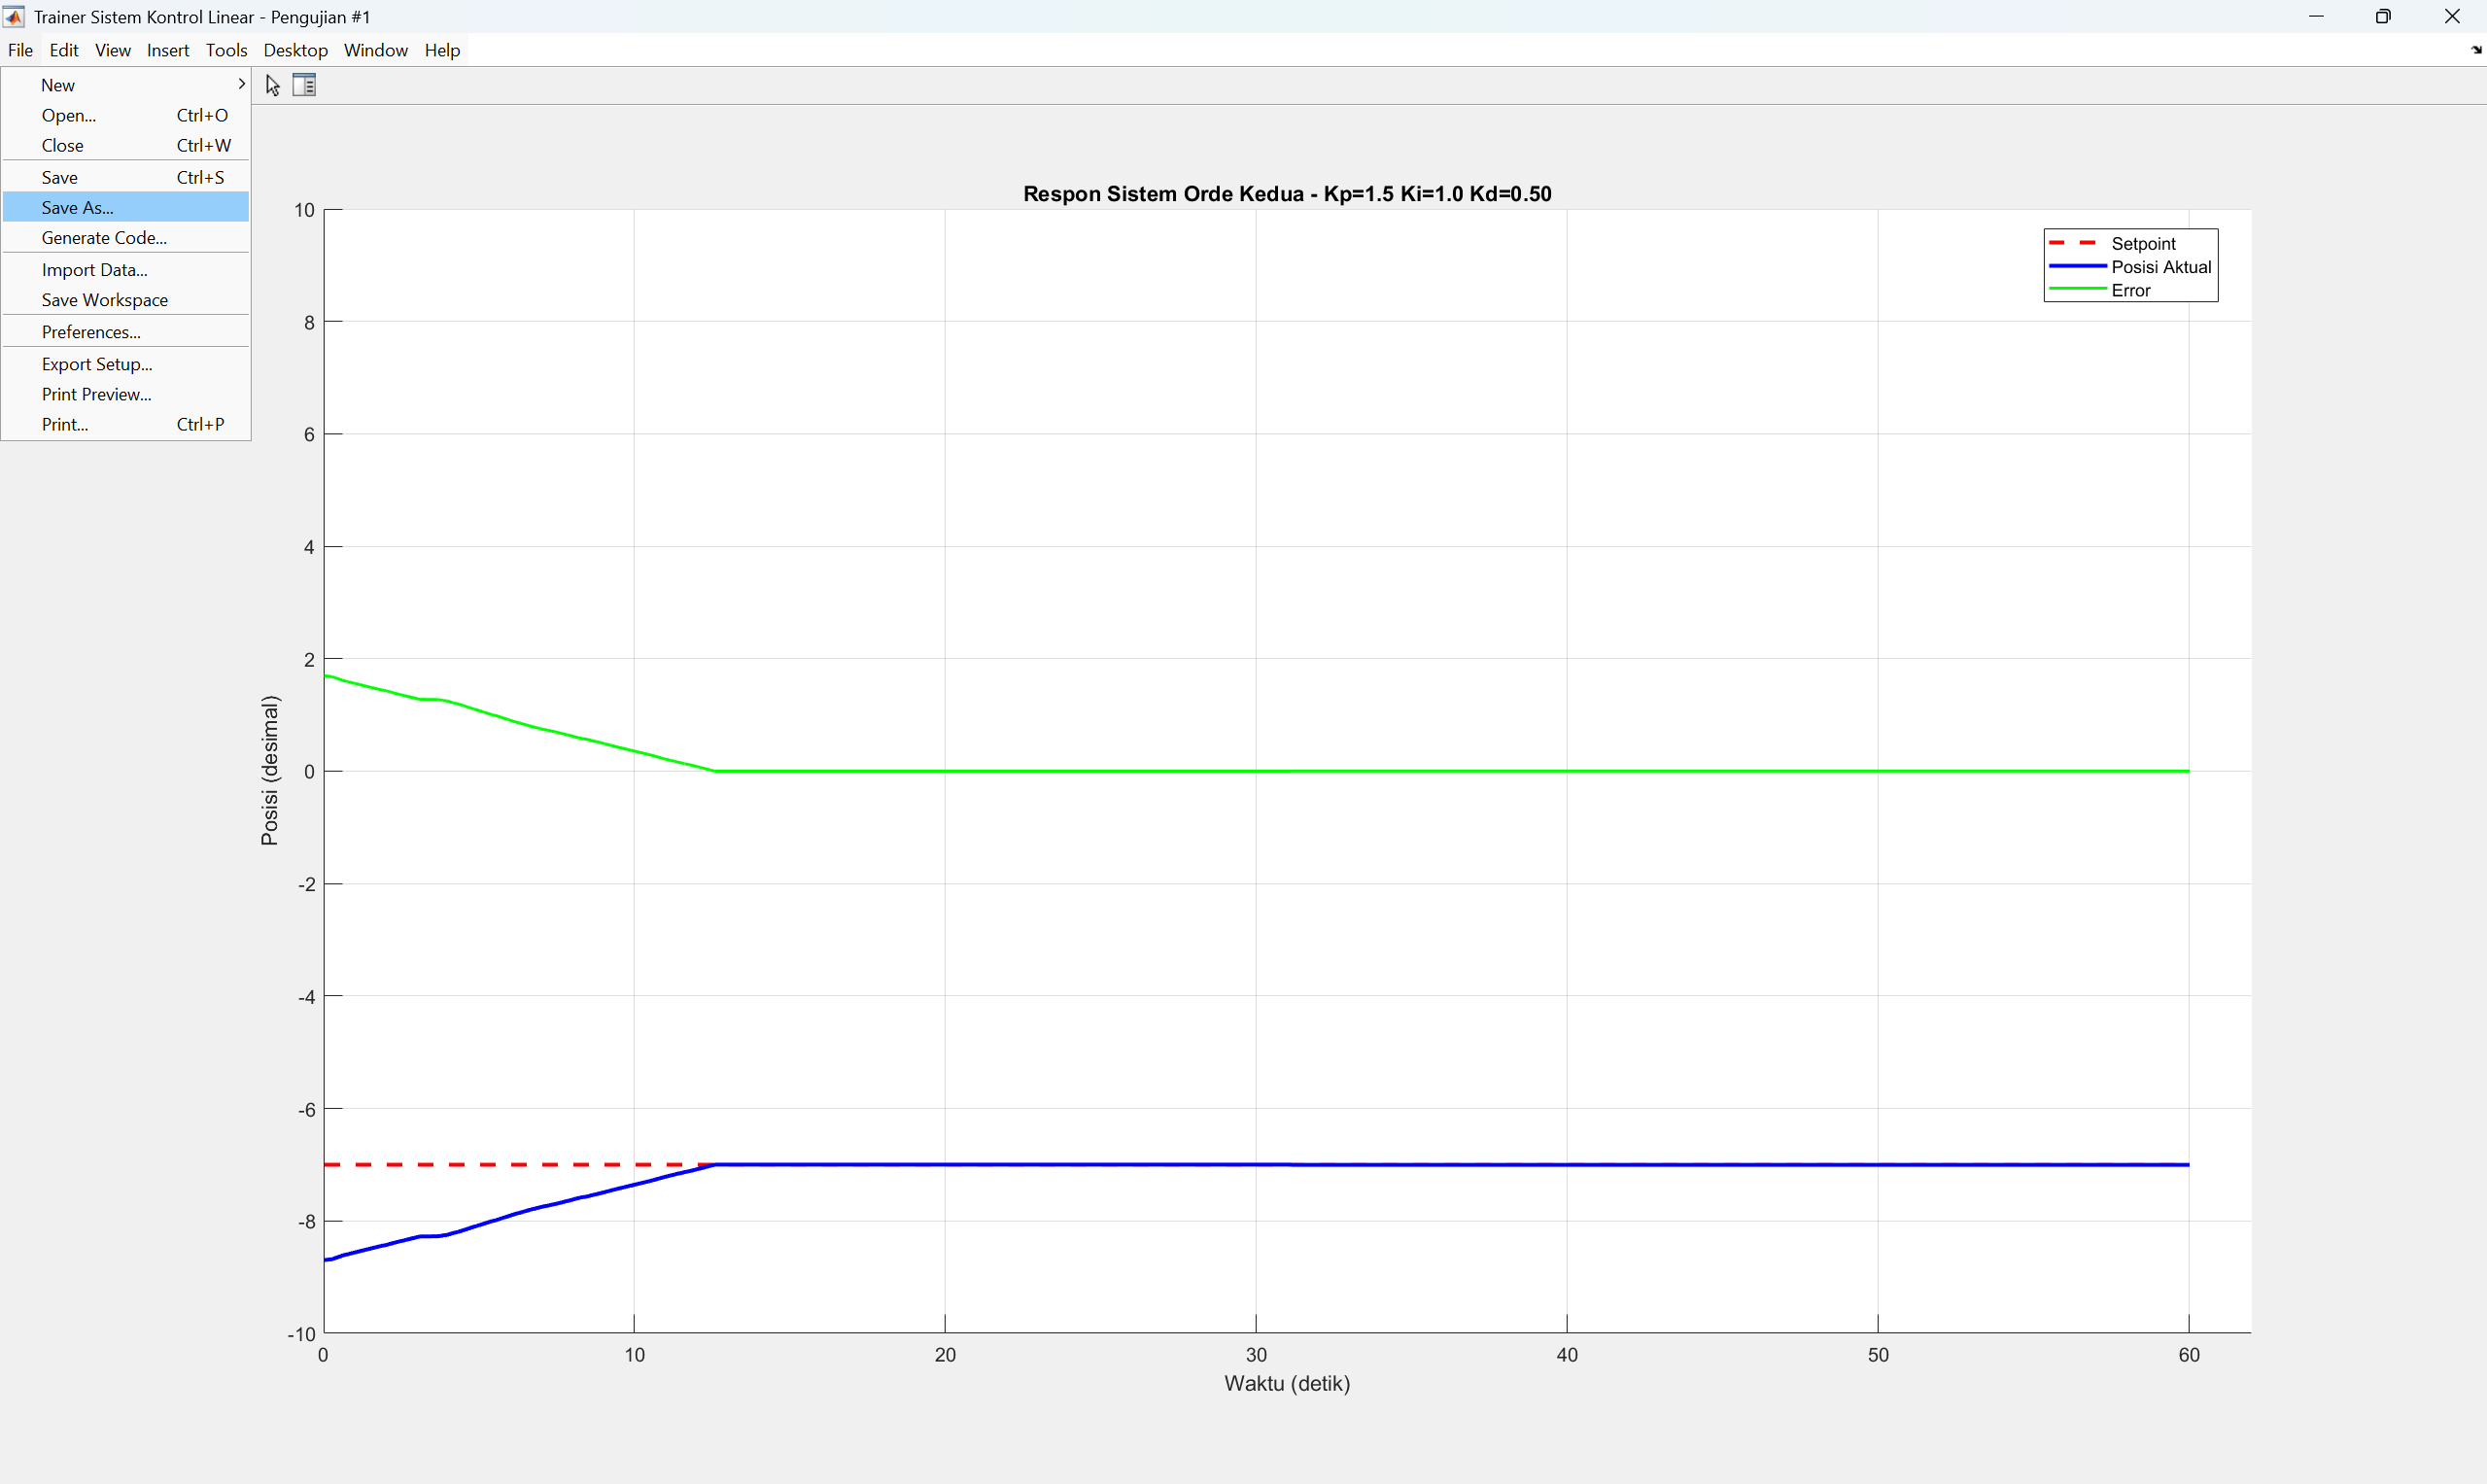 Trainer Sistem Kontrol Linear - Pengujian #1
File Edit View Insert Tools Desktop Window Help
New
Open... Ctrl+O
Close Ctrl+W
Save Ctrl+S
Save As...
Generate Code...
Import Data...
Save Workspace
Preferences...
Export Setup...
Print Preview...
Print... Ctrl+P
Respon Sistem Orde Kedua - Kp=1.5 Ki=1.0 Kd=0.50
Setpoint
Posisi Aktual
Error
10
8
6
4
2
0
-2
-4
-6
-8
-10
Posisi (desimal)
0 10 20 30 40 50 60
Waktu (detik)